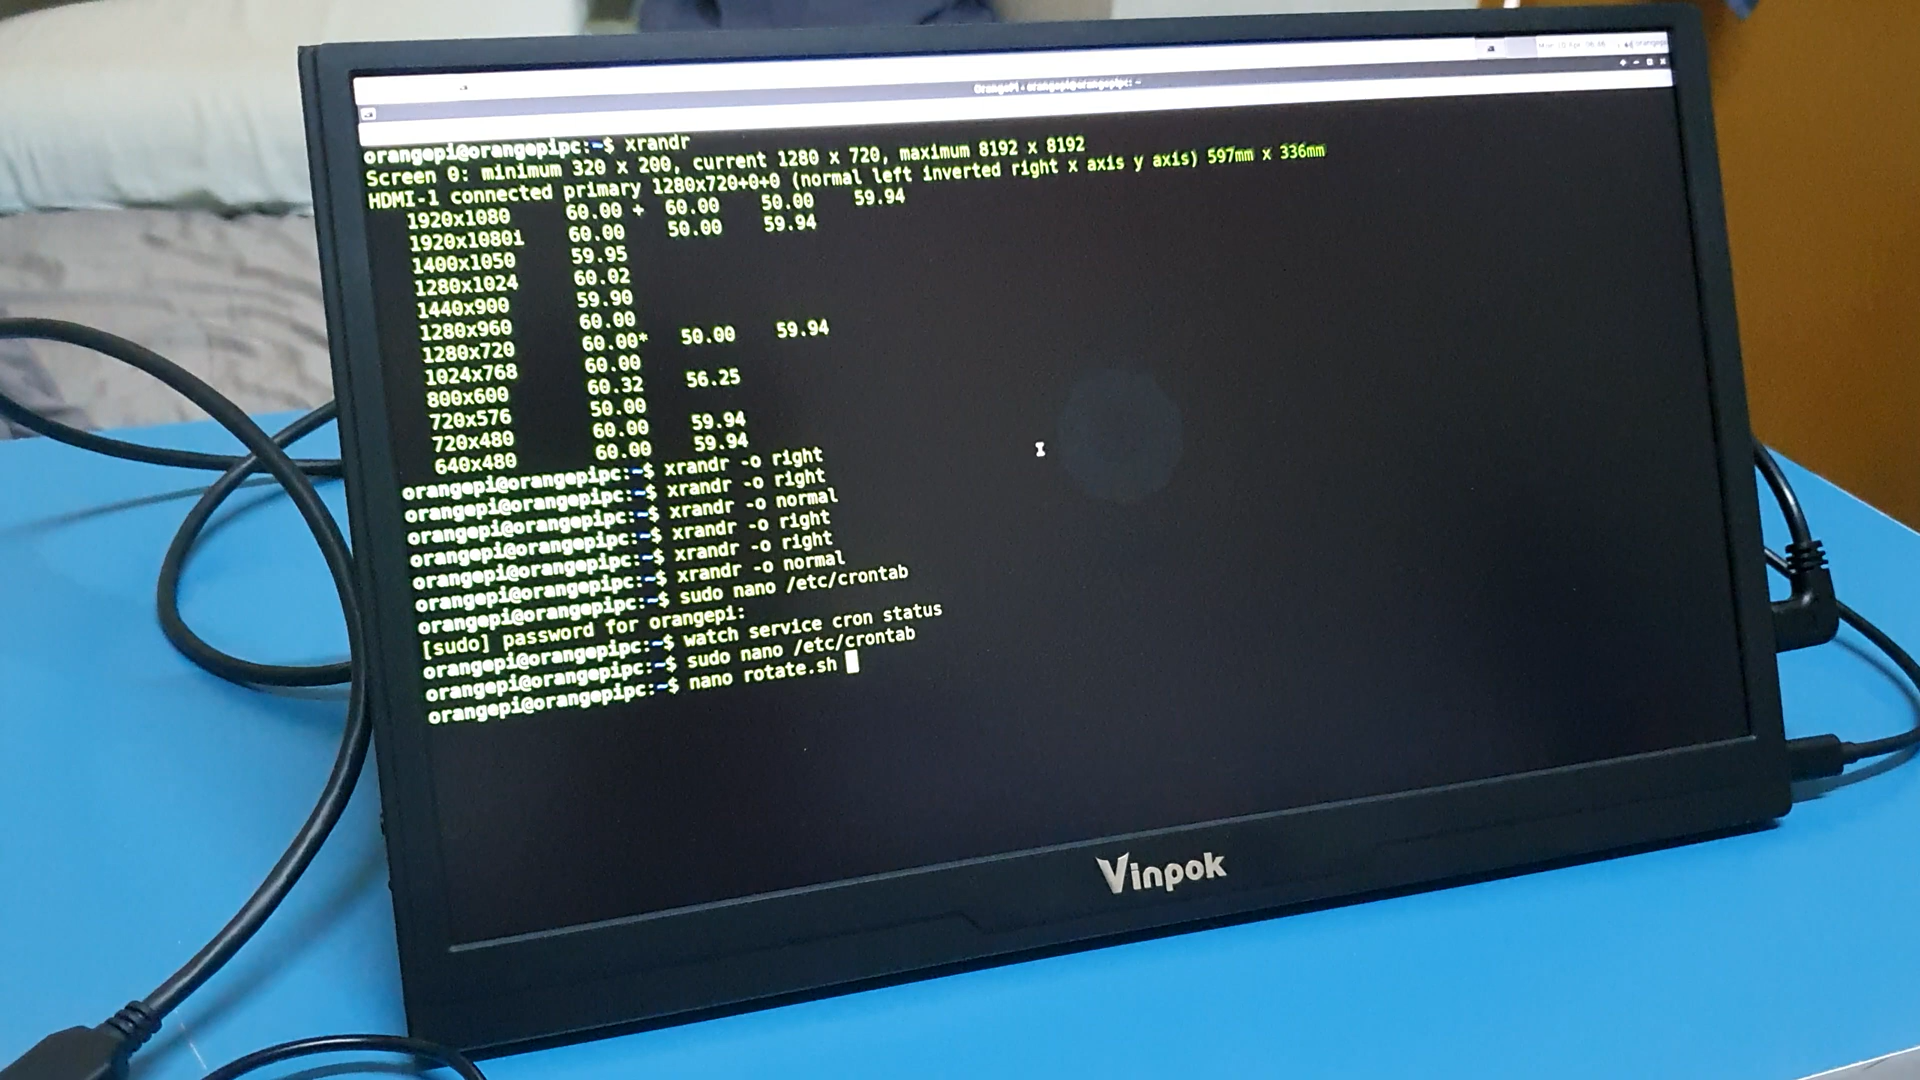 OrangePi - orangepi@orangepipc: ~
orangepi@orangepipc:~$ xrandr
Screen 0: minimum 320 x 200, current 1280 x 720, maximum 8192 x 8192
HDMI-1 connected primary 1280x720+0+0 (normal left inverted right x axis y axis) 597mm x 336mm
1920x1080 60.00 + 60.00 50.00 59.94
1920x1080i 60.00 50.00 59.94
1400x1050 59.95
1280x1024 60.02
1440x900 59.90
1280x960 60.00
1280x720 60.00* 50.00 59.94
1024x768 60.00
800x600 60.32 56.25
720x576 50.00
720x480 60.00 59.94
640x480 60.00 59.94
orangepi@orangepipc:~$ xrandr -o right
orangepi@orangepipc:~$ xrandr -o right
orangepi@orangepipc:~$ xrandr -o normal
orangepi@orangepipc:~$ xrandr -o right
orangepi@orangepipc:~$ xrandr -o right
orangepi@orangepipc:~$ xrandr -o normal
orangepi@orangepipc:~$ sudo nano /etc/crontab
[sudo] password for orangepi:
orangepi@orangepipc:~$ watch service cron status
orangepi@orangepipc:~$ sudo nano /etc/crontab
orangepi@orangepipc:~$ nano rotate.sh
Vinpok